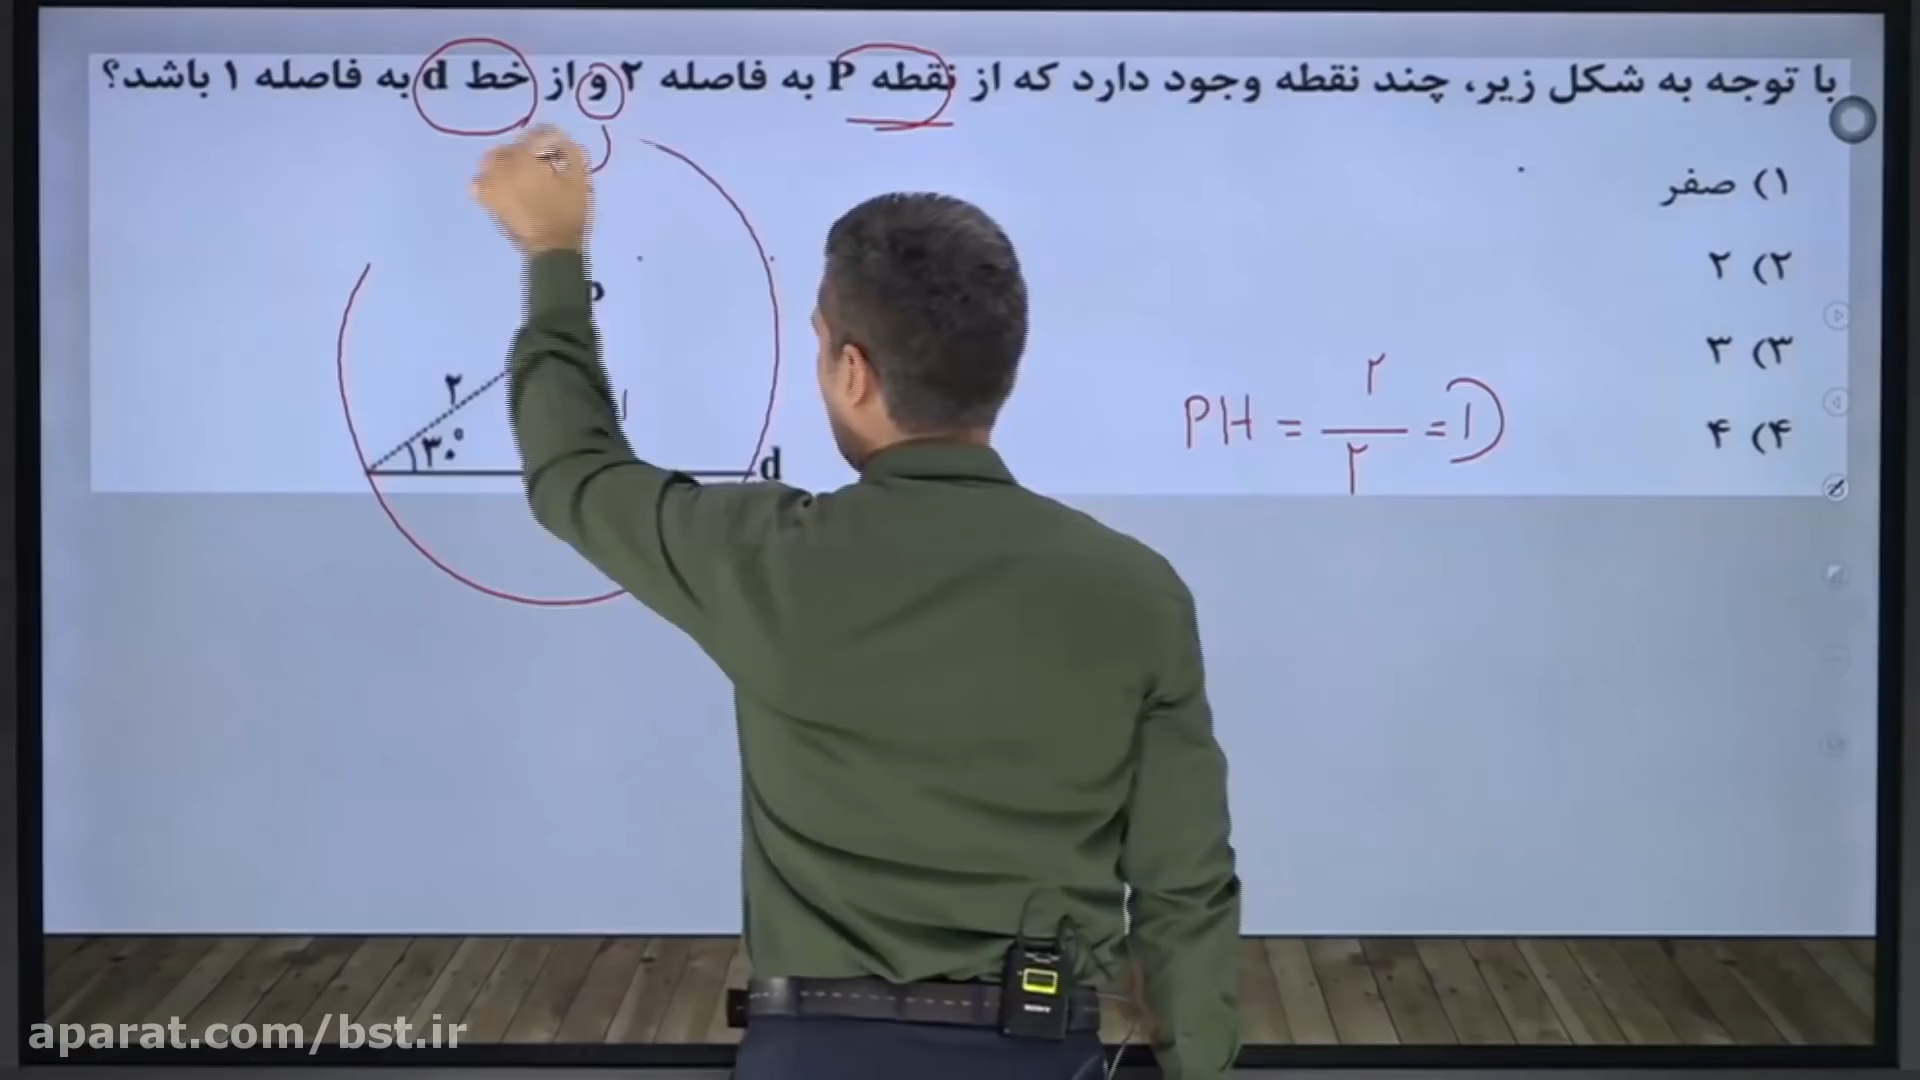 با توجه به شکل زیر، چند نقطه وجود دارد که از نقطه P به فاصله ۲ و از خط d به فاصله ۱ باشد؟
۱) صفر
۲) ۲
۳) ۳
۴) ۴
P
۲
۳۰°
۱
d
PH = ۲/۲ = ۱
aparat.com/bst.ir